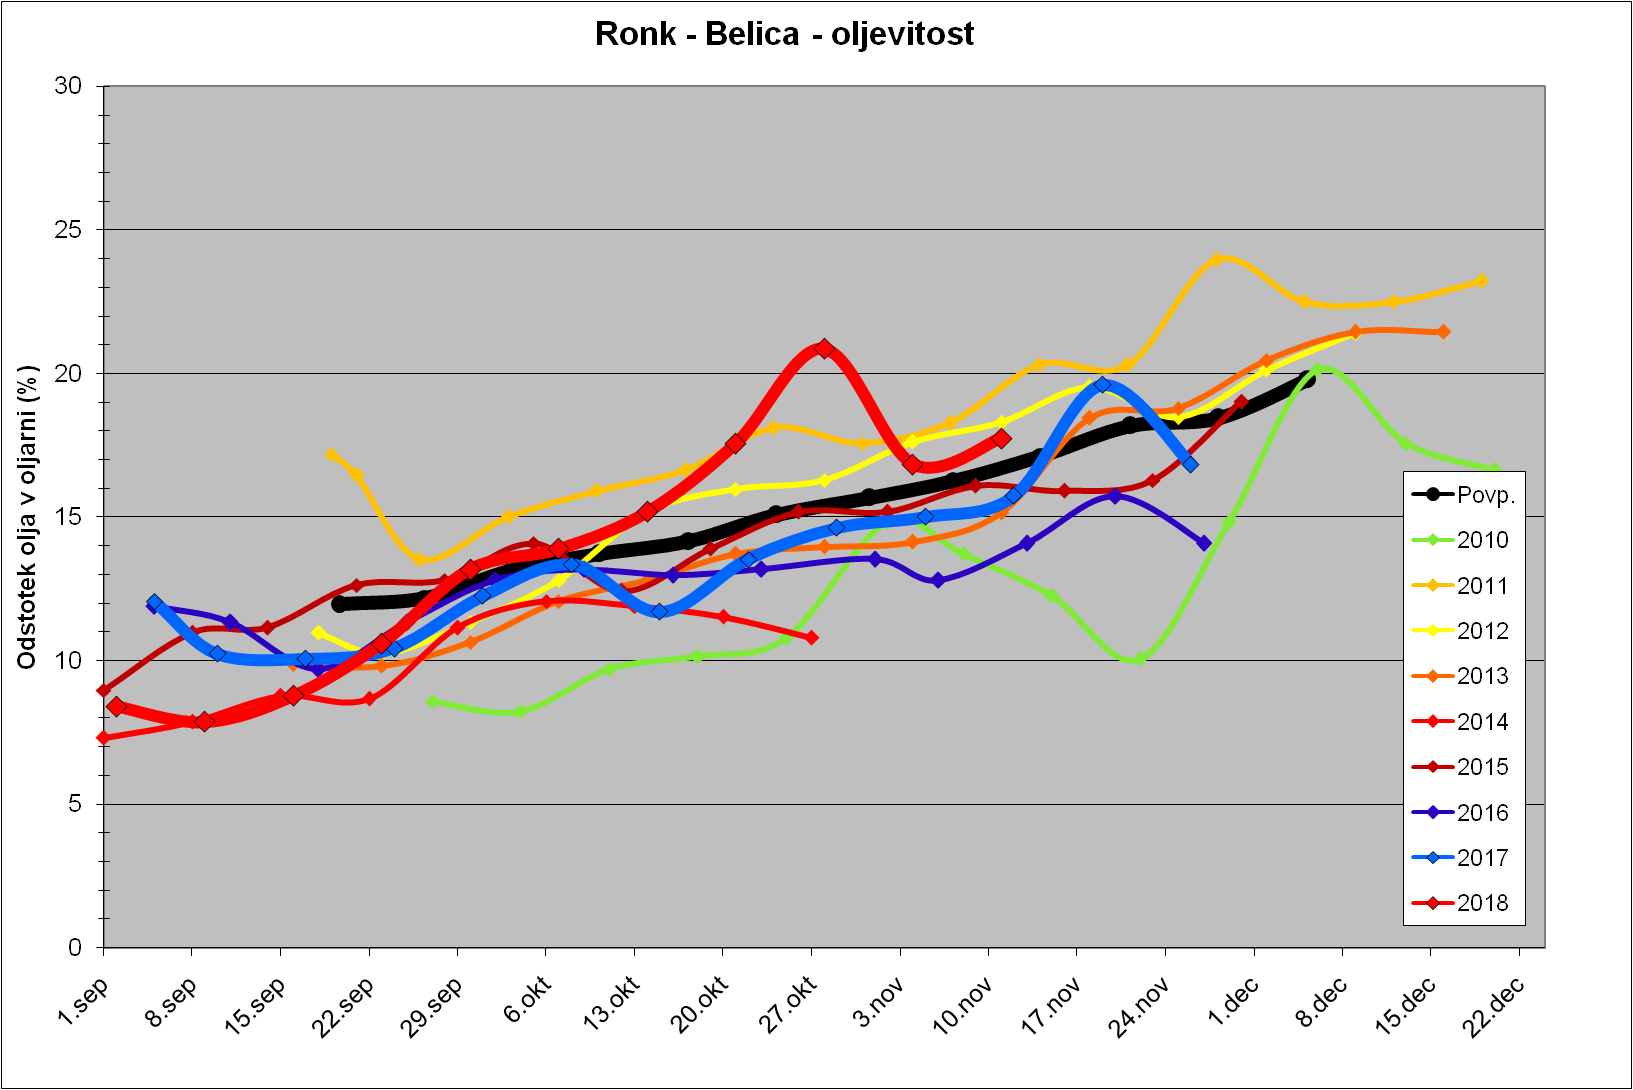 Ronk - Belica - oljevitost
Odstotek olja v oljarni (%)
30
25
20
15
10
5
0
1.sep
8.sep
15.sep
22.sep
29.sep
6.okt
13.okt
20.okt
27.okt
3.nov
10.nov
17.nov
24.nov
1.dec
8.dec
15.dec
22.dec
Povp.
2010
2011
2012
2013
2014
2015
2016
2017
2018